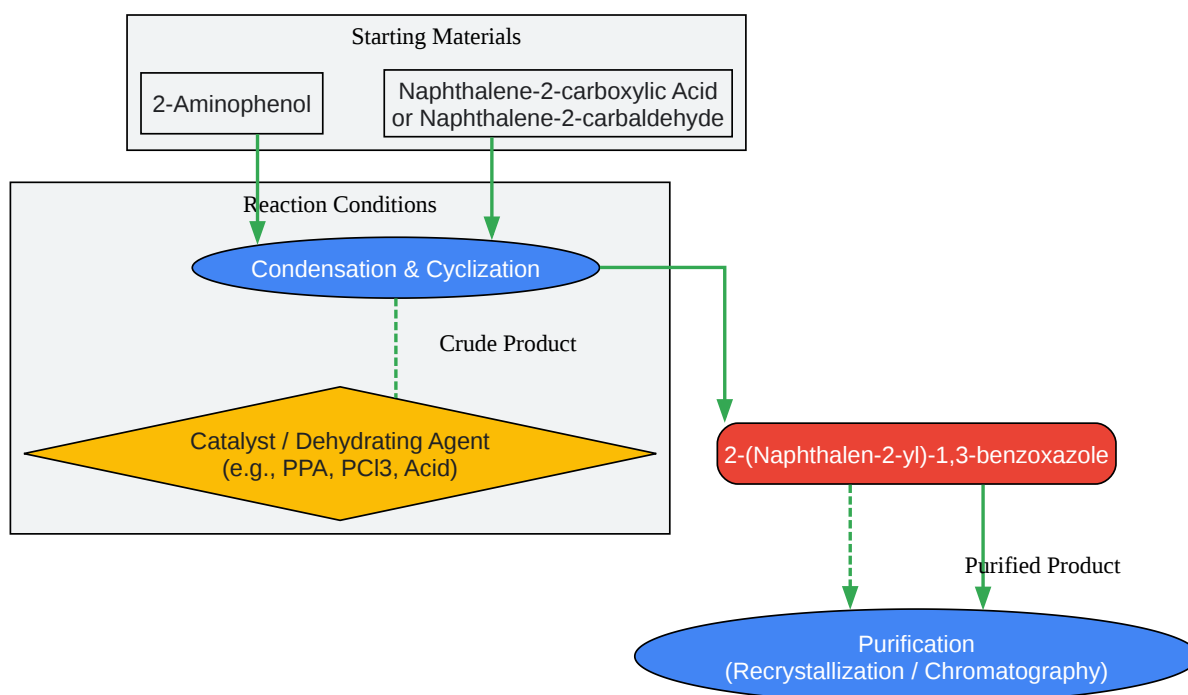 Starting Materials
2-Aminophenol
Naphthalene-2-carboxylic Acid
or Naphthalene-2-carbaldehyde
Reaction Conditions
Condensation & Cyclization
Crude Product
Catalyst / Dehydrating Agent
(e.g., PPA, PCl3, Acid)
2-(Naphthalen-2-yl)-1,3-benzoxazole
Purified Product
Purification
(Recrystallization / Chromatography)